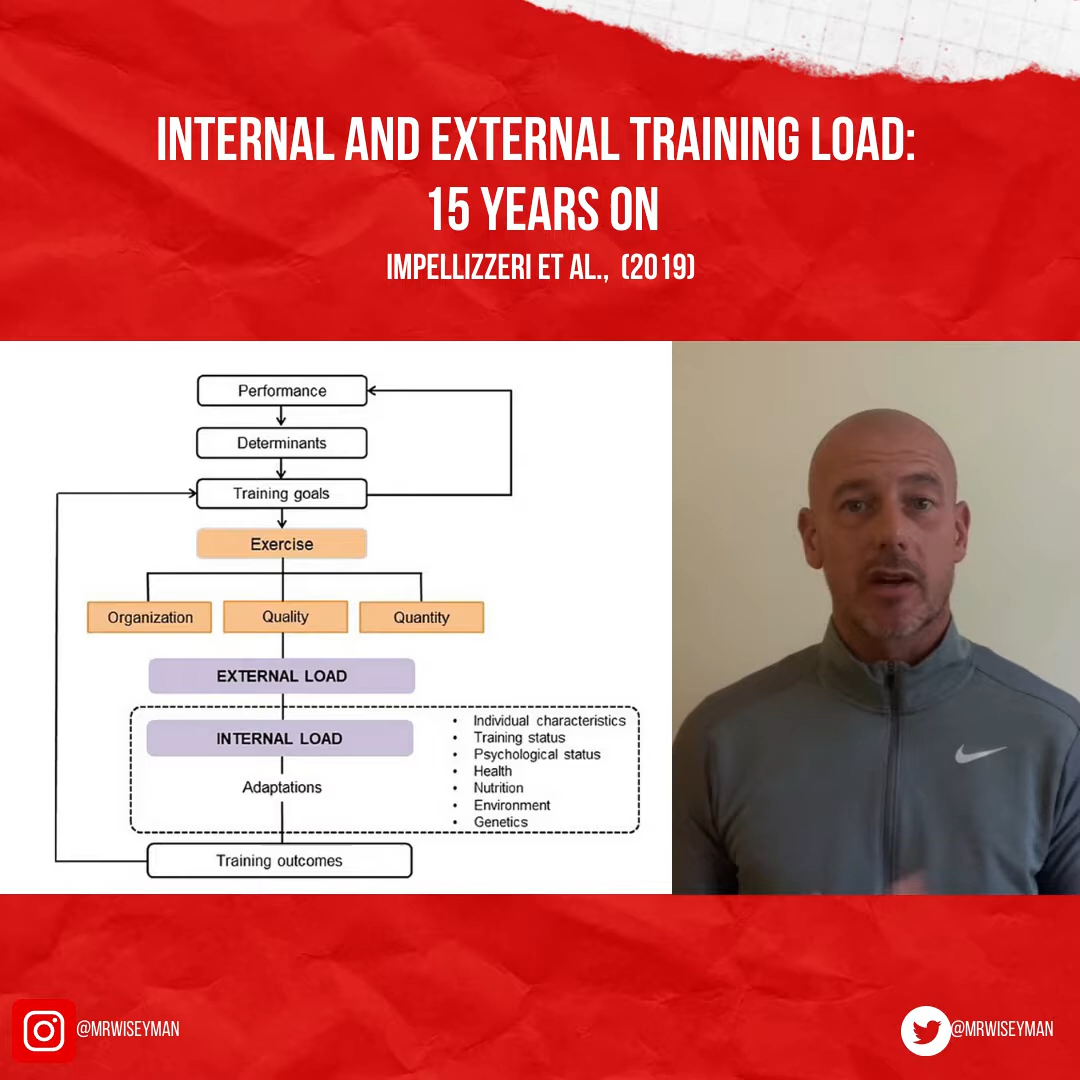 INTERNAL AND EXTERNAL TRAINING LOAD:
15 YEARS ON
IMPELLIZZERI ET AL., (2019)
Performance
Determinants
Training goals
Exercise
Organization
Quality
Quantity
EXTERNAL LOAD
INTERNAL LOAD
Adaptations
• Individual characteristics
• Training status
• Psychological status
• Health
• Nutrition
• Environment
• Genetics
Training outcomes
@MRWISEYMAN
@MRWISEYMAN